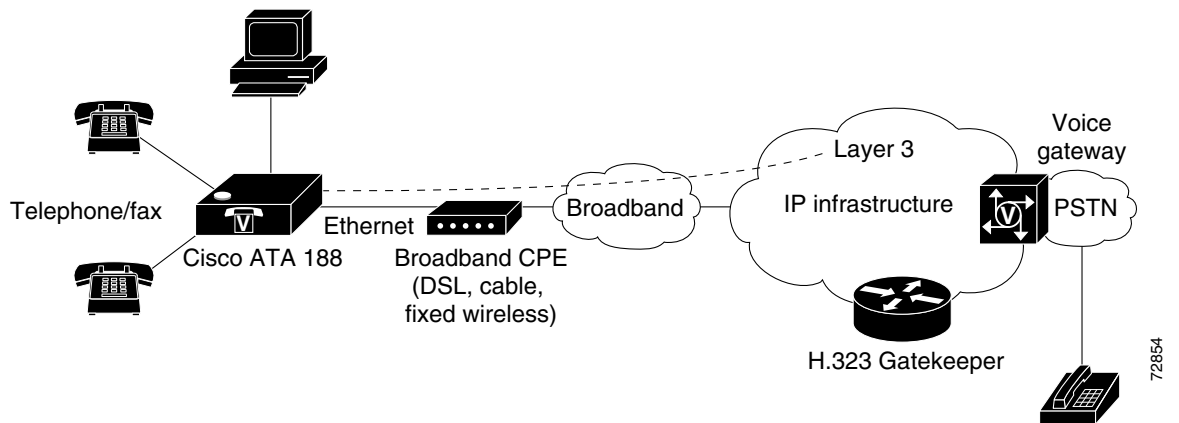 Telephone/fax
Cisco ATA 188
V
Ethernet
Broadband CPE
(DSL, cable,
fixed wireless)
Broadband
Layer 3
IP infrastructure
H.323 Gatekeeper
Voice
gateway
V
PSTN
72854